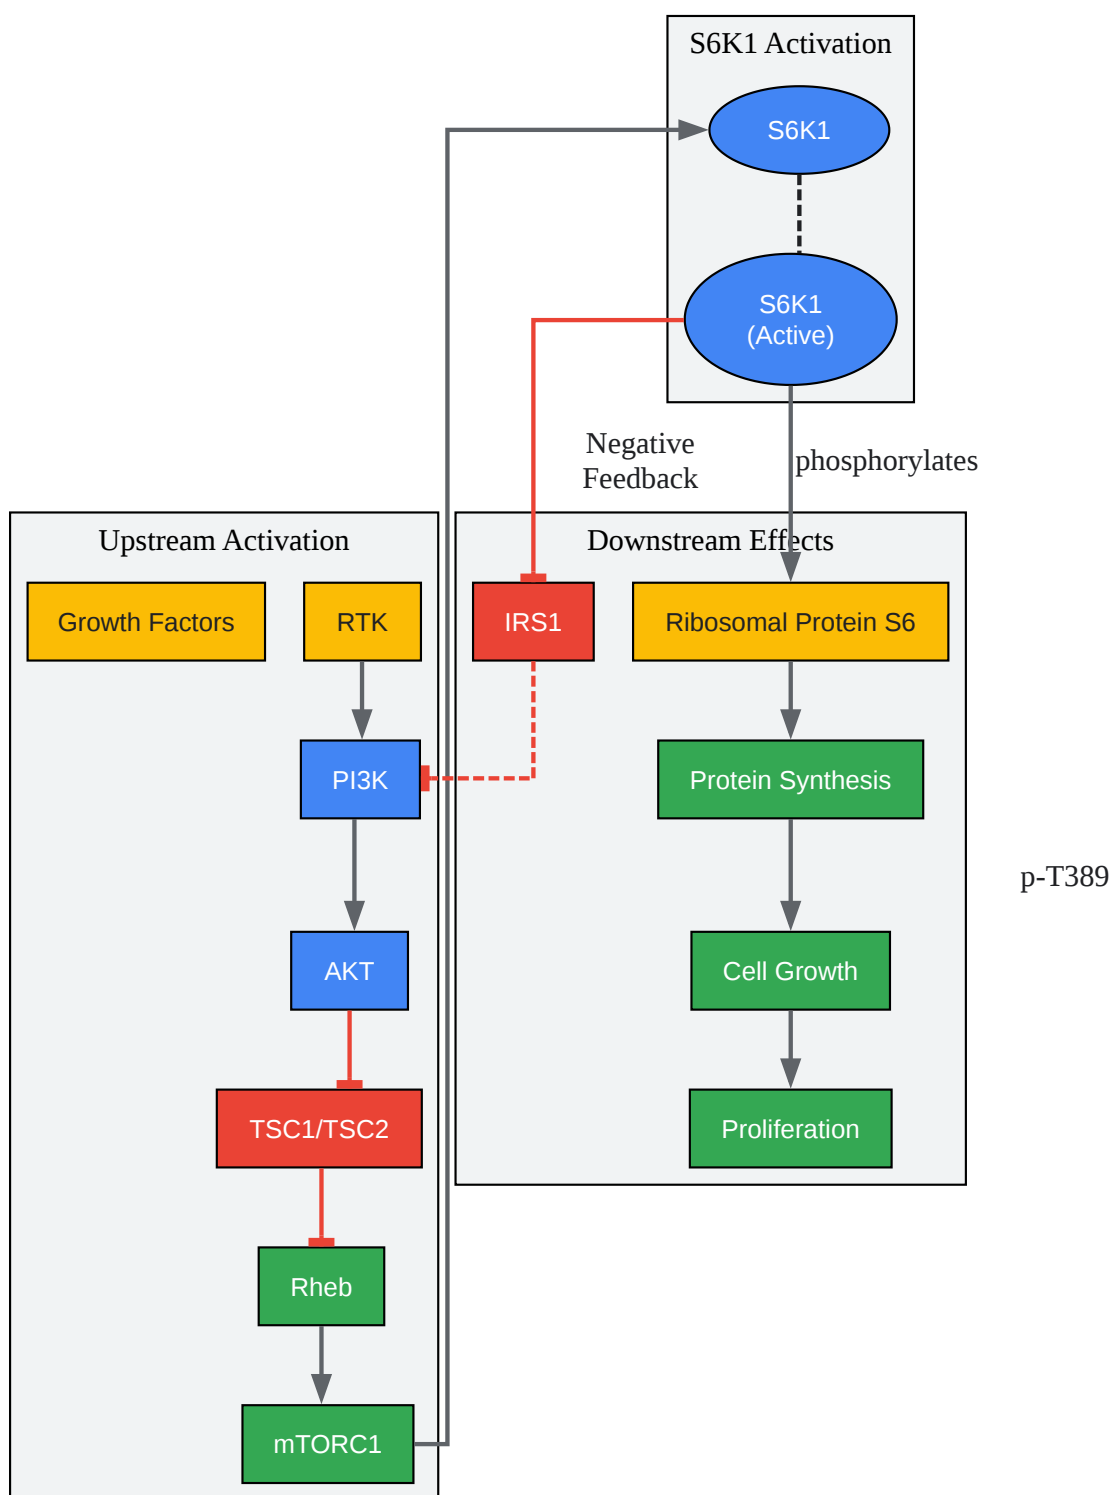 S6K1 Activation
S6K1
S6K1
(Active)
Negative
Feedback
phosphorylates
Upstream Activation
Downstream Effects
Growth Factors
RTK
IRS1
Ribosomal Protein S6
PI3K
Protein Synthesis
p-T389
AKT
Cell Growth
TSC1/TSC2
Proliferation
Rheb
mTORC1